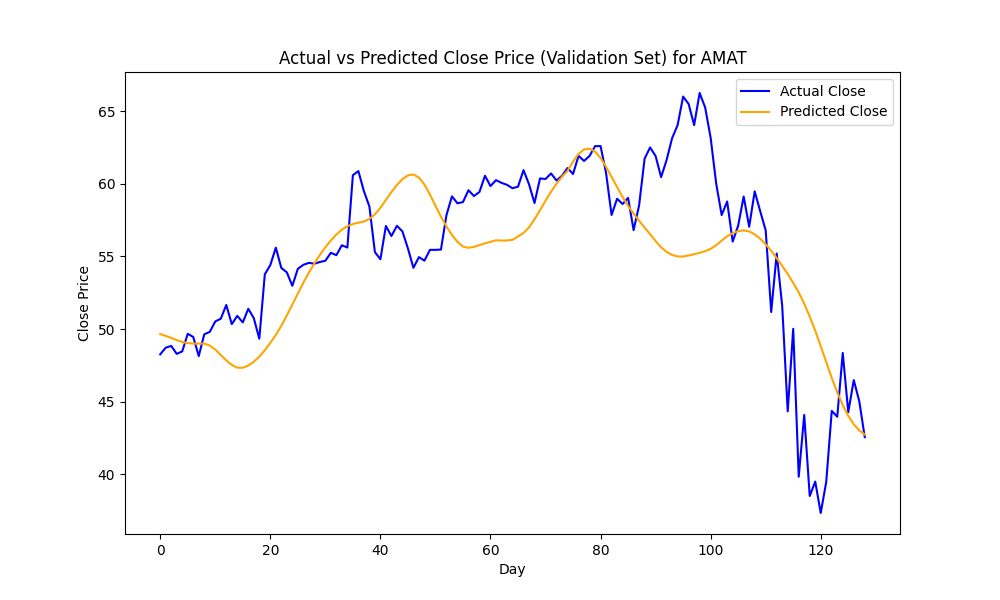 Actual vs Predicted Close Price (Validation Set) for AMAT
Actual Close
Predicted Close
Close Price
65
60
55
50
45
40
0 20 40 60 80 100 120
Day